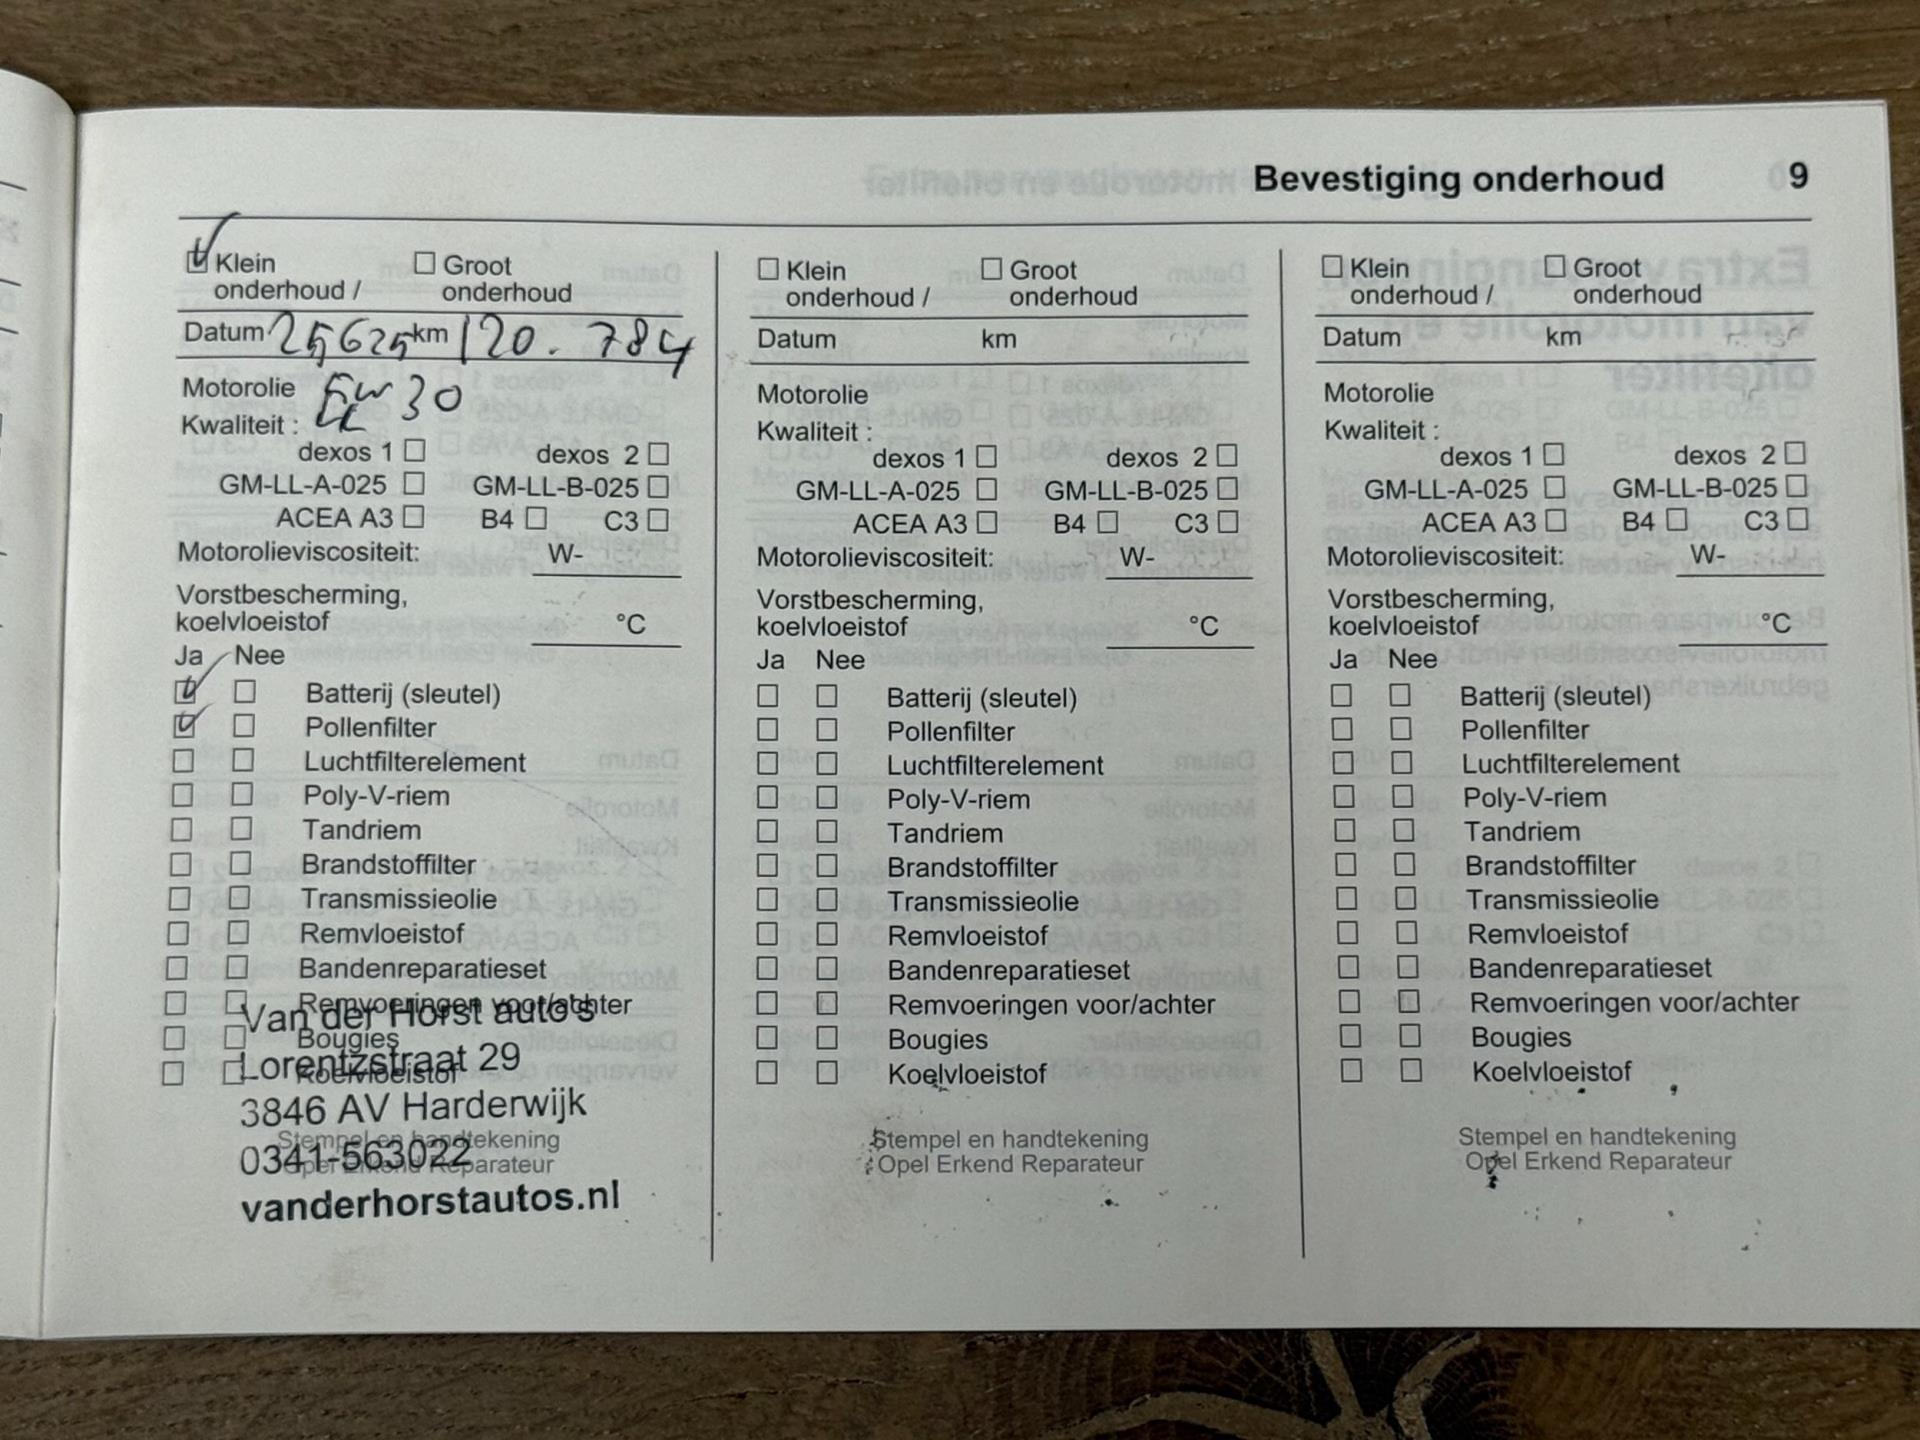 Bevestiging onderhoud 9
Klein onderhoud / Groot onderhoud
Datum 25625 km 120.784
Motorolie 5W30
Kwaliteit : LL
dexos 1 dexos 2
GM-LL-A-025 GM-LL-B-025
ACEA A3 B4 C3
Motorolieviscositeit: W-
Vorstbescherming,
koelvloeistof °C
Ja Nee
Batterij (sleutel)
Pollenfilter
Luchtfilterelement
Poly-V-riem
Tandriem
Brandstoffilter
Transmissieolie
Remvloeistof
Bandenreparatieset
Remvoeringen voor/achter
Bougies
Koelvloeistof
Stempel en handtekening
Opel Erkend Reparateur
Van der Horst auto's
Lorentzstraat 29
3846 AV Harderwijk
0341-563022
vanderhorstautos.nl
Klein onderhoud / Groot onderhoud
Datum km
Motorolie
Kwaliteit :
dexos 1 dexos 2
GM-LL-A-025 GM-LL-B-025
ACEA A3 B4 C3
Motorolieviscositeit: W-
Vorstbescherming,
koelvloeistof °C
Ja Nee
Batterij (sleutel)
Pollenfilter
Luchtfilterelement
Poly-V-riem
Tandriem
Brandstoffilter
Transmissieolie
Remvloeistof
Bandenreparatieset
Remvoeringen voor/achter
Bougies
Koelvloeistof
Stempel en handtekening
Opel Erkend Reparateur
Klein onderhoud / Groot onderhoud
Datum km
Motorolie
Kwaliteit :
dexos 1 dexos 2
GM-LL-A-025 GM-LL-B-025
ACEA A3 B4 C3
Motorolieviscositeit: W-
Vorstbescherming,
koelvloeistof °C
Ja Nee
Batterij (sleutel)
Pollenfilter
Luchtfilterelement
Poly-V-riem
Tandriem
Brandstoffilter
Transmissieolie
Remvloeistof
Bandenreparatieset
Remvoeringen voor/achter
Bougies
Koelvloeistof
Stempel en handtekening
Opel Erkend Reparateur